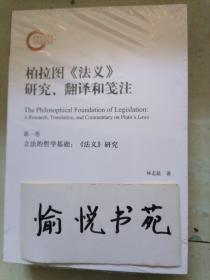 柏拉图《法义》
研究、翻译和笺注
The Philosophical Foundation of Legislation:
A Research, Translation, and Commentary on Plato's Laws
第一卷
立法的哲学基础：《法义》研究
林志猛 著
愉悦书苑